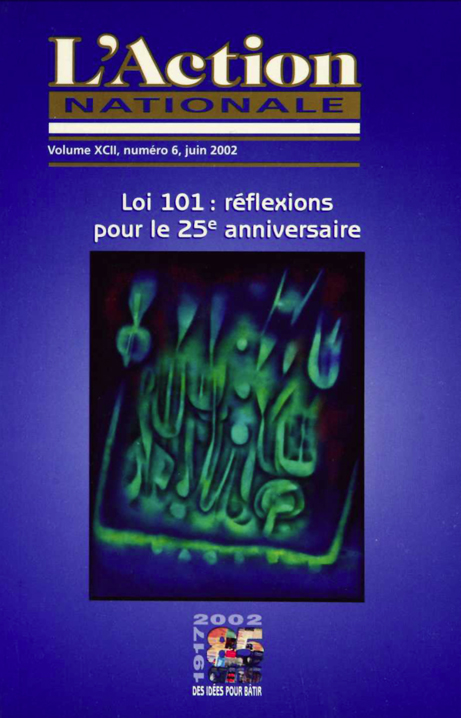 L'Action
NATIONALE
Volume XCII, numéro 6, juin 2002
Loi 101 : réflexions
pour le 25e anniversaire
1917 2002
85
DES IDÉES POUR BÂTIR